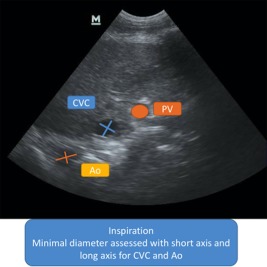 M
CVC
PV
Ao
Inspiration
Minimal diameter assessed with short axis and
long axis for CVC and Ao